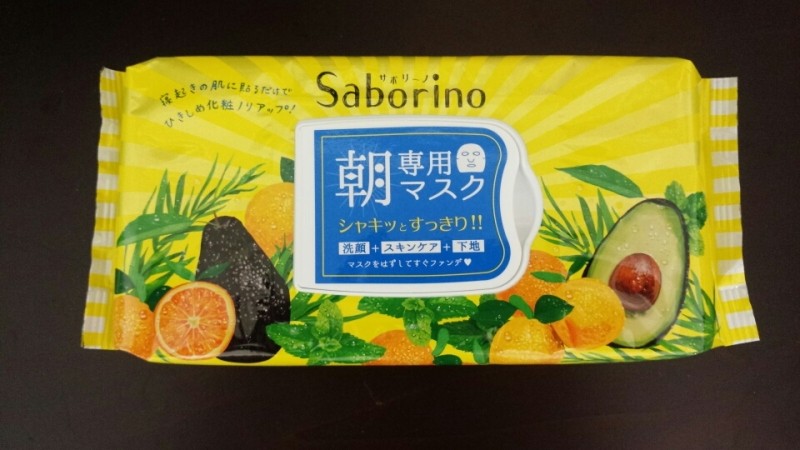 寝起きの肌に貼るだけで
ひきしめ化粧ノリアップ!
サボリーノ
Saborino
朝専用マスク
シャキッとすっきり!!
洗顔+スキンケア+下地
マスクをはずしてすぐファンデ♥